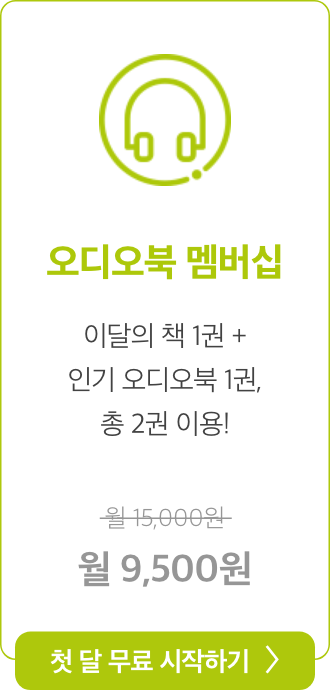 오디오북 멤버십
이달의 책 1권 +
인기 오디오북 1권,
총 2권 이용!
월 15,000원
월 9,500원
첫 달 무료 시작하기 >